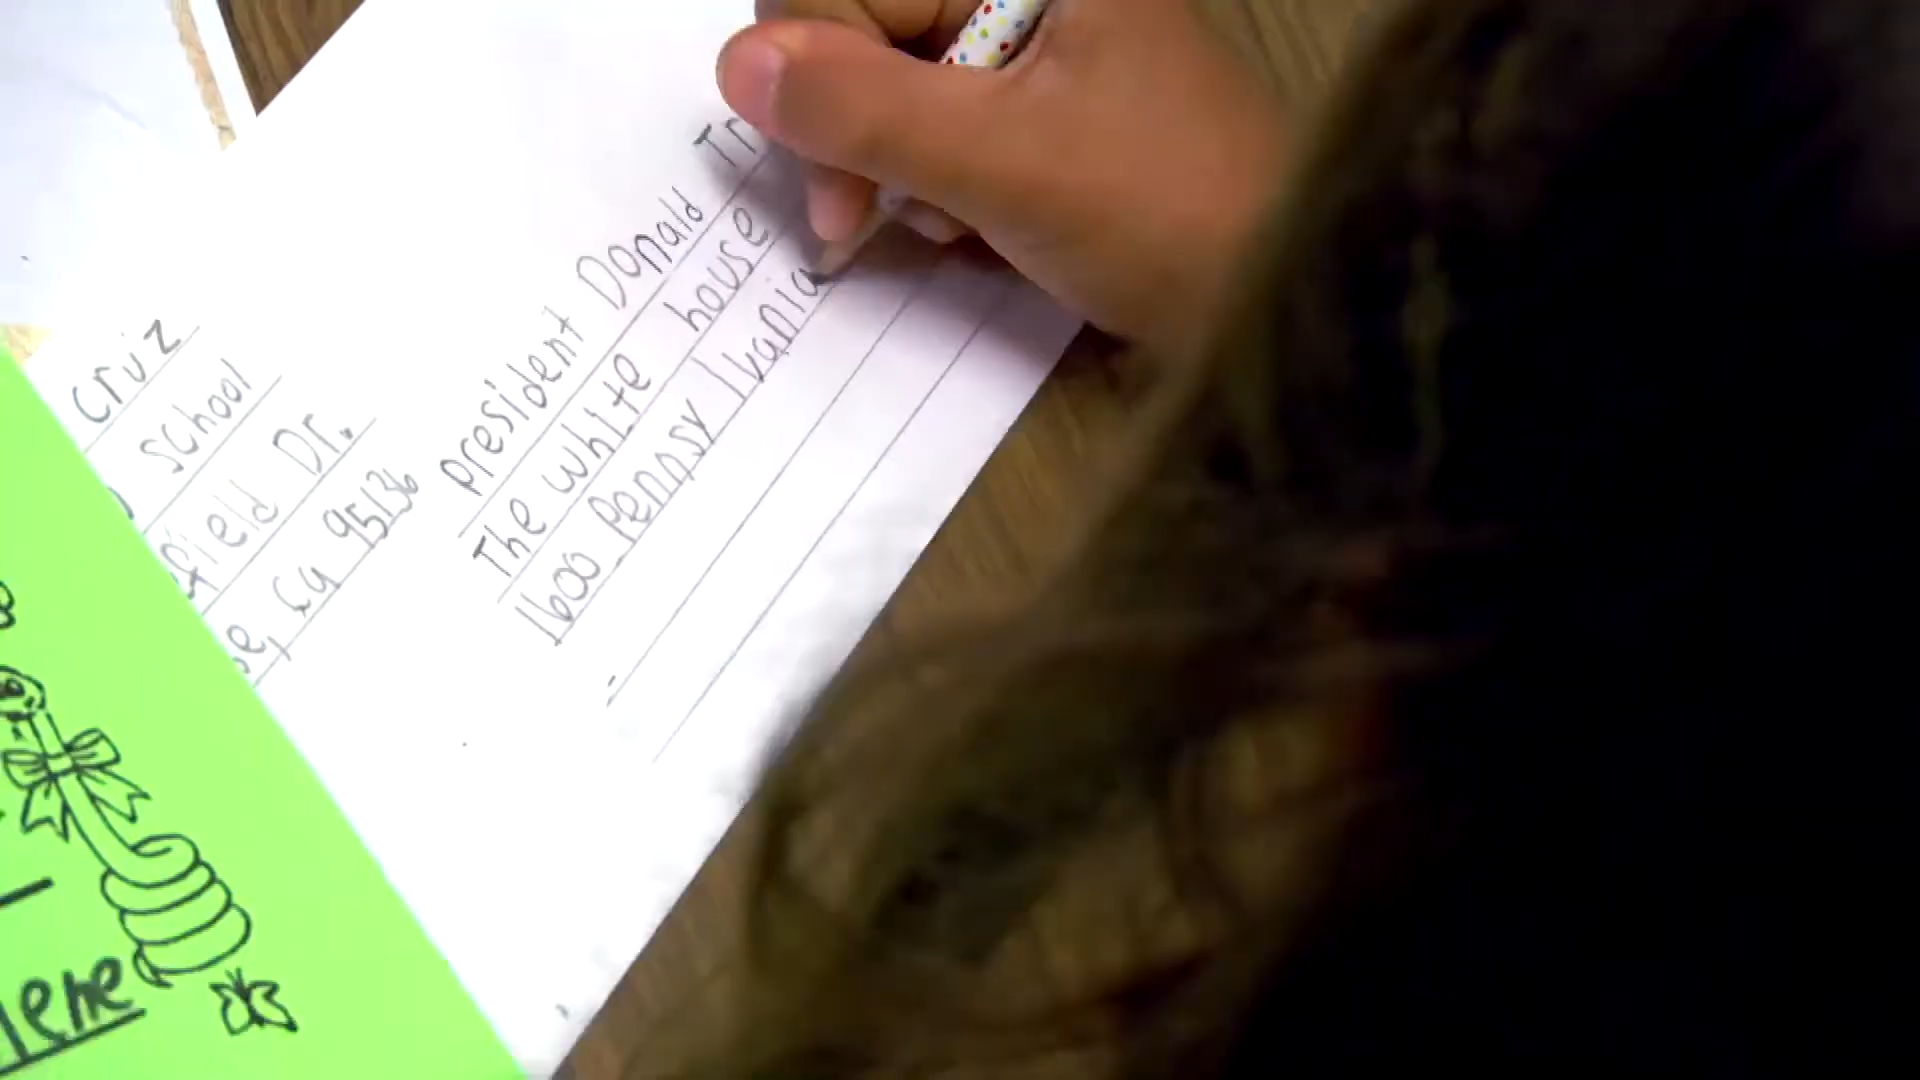 Cruz
school
field Dr.
Ca 95136
president Donald Tr
The White house
1600 Pennsylvania